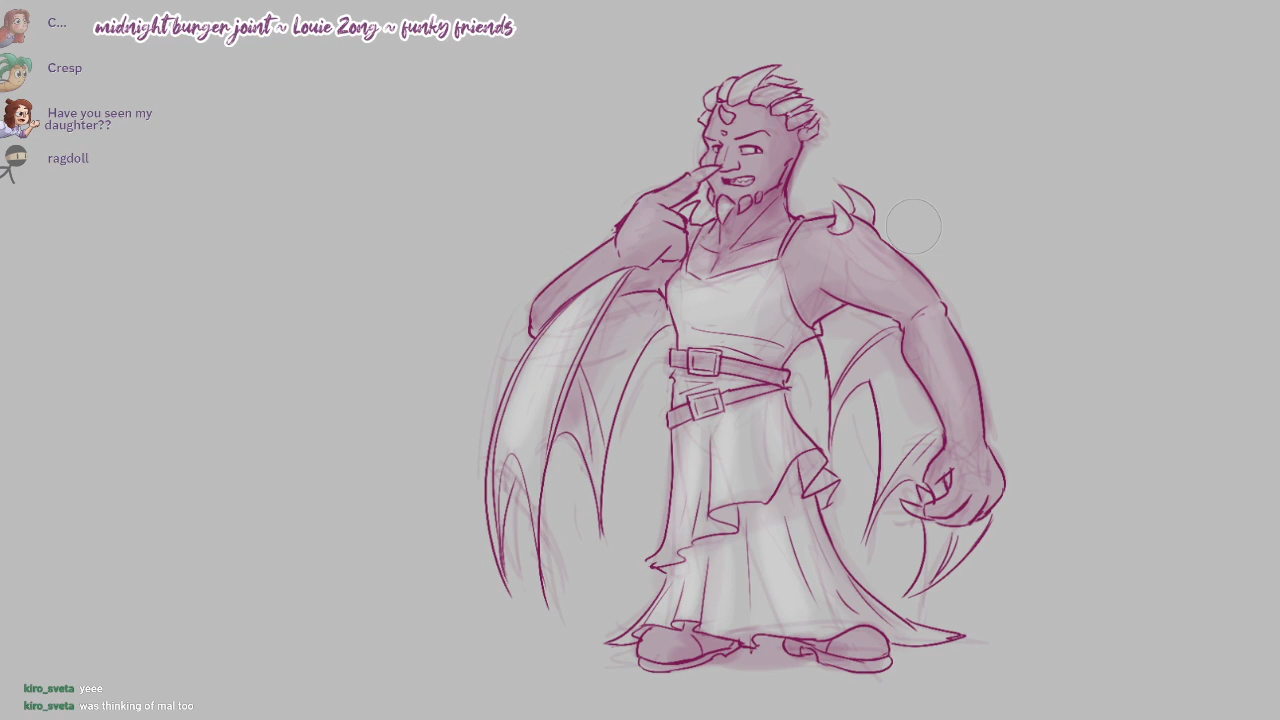 C...
midnight burger joint ~ Louie Zong ~ funky friends
Cresp
Have you seen my
daughter??
ragdoll
kiro_sveta yeee
kiro_sveta was thinking of mal too